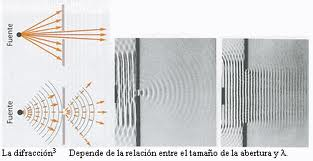 Fuente
Fuente
La difracción3 Depende de la relación entre el tamaño de la abertura y λ.